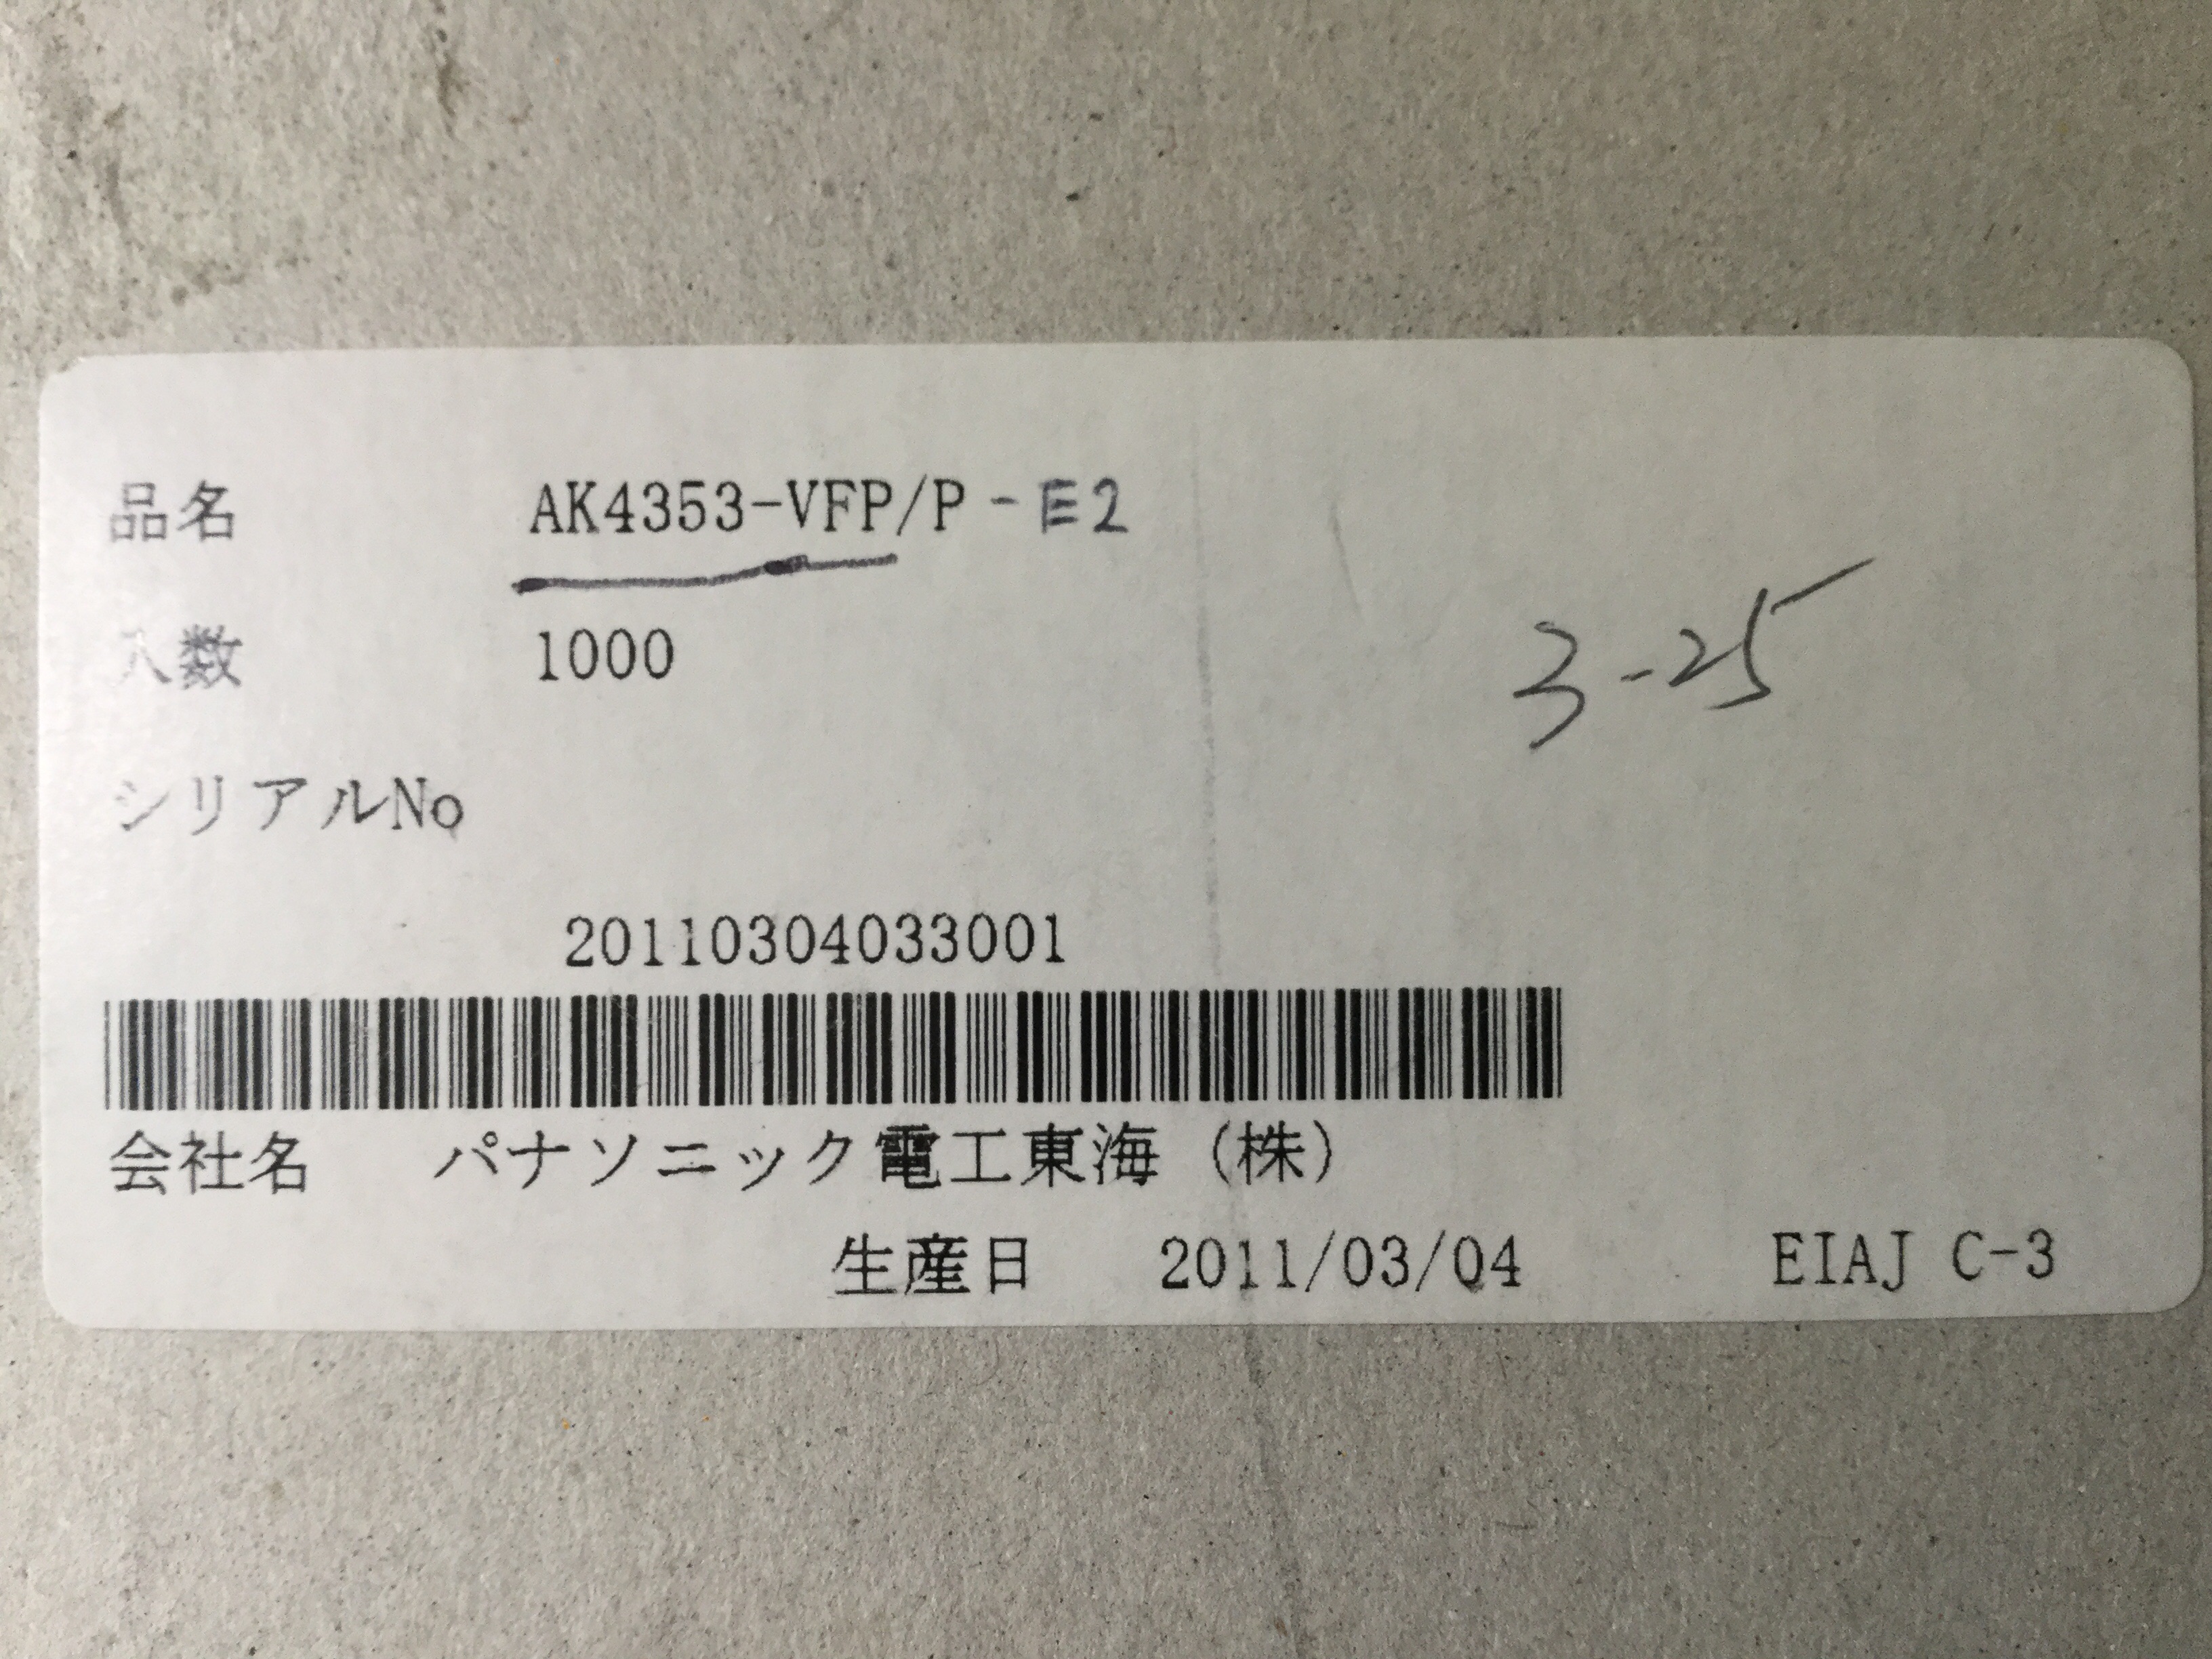 品名 AK4353-VFP/P - E2
入数 1000
3-25
シリアルNo
20110304033001
会社名 パナソニック電工東海（株）
生産日 2011/03/04 EIAJ C-3